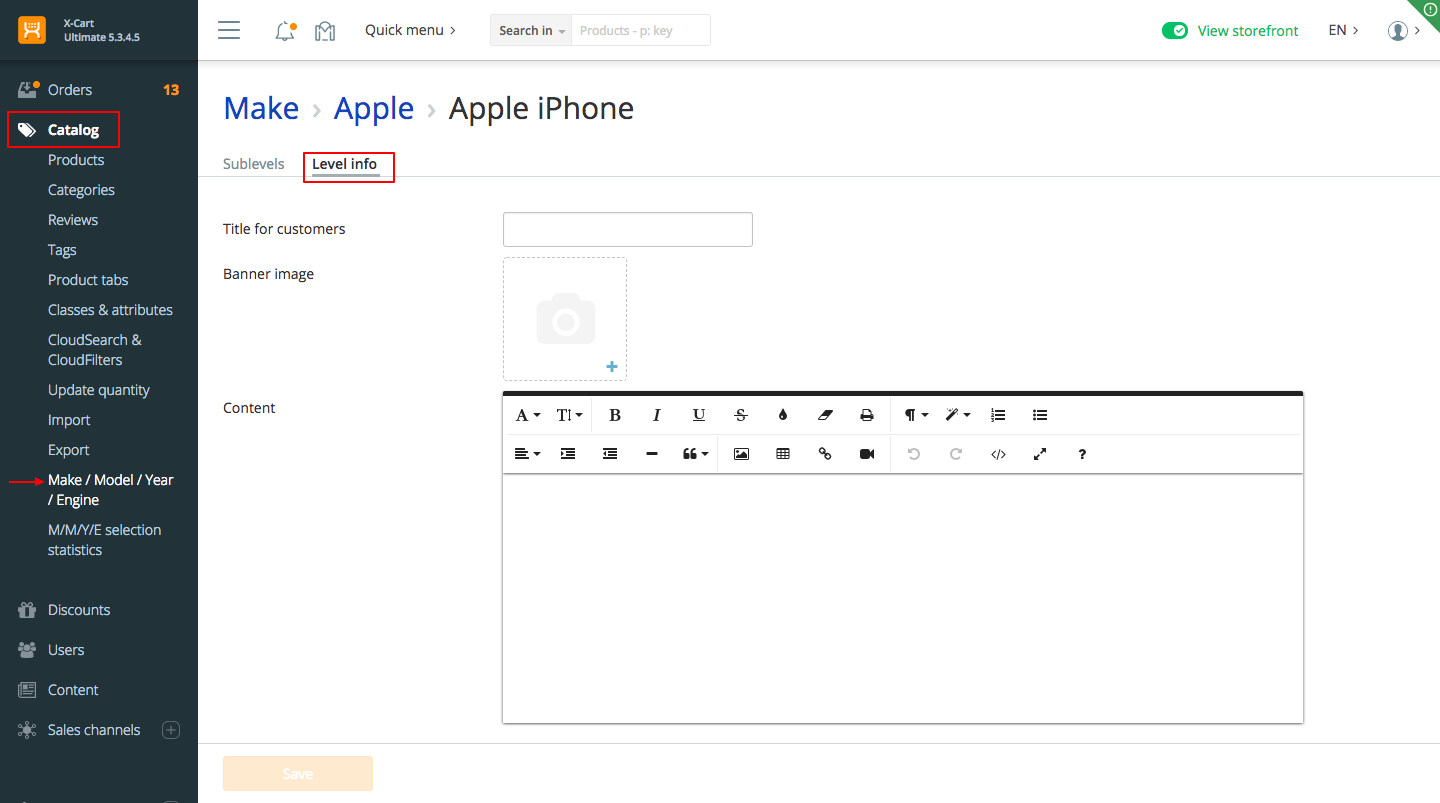 X-Cart
Ultimate 5.3.4.5
Quick menu
Search in
Products - p: key
View storefront
EN
Orders 13
Catalog
Products
Categories
Reviews
Tags
Product tabs
Classes & attributes
CloudSearch &
CloudFilters
Update quantity
Import
Export
Make / Model / Year
/ Engine
M/M/Y/E selection
statistics
Discounts
Users
Content
Sales channels
Make › Apple › Apple iPhone
Sublevels Level info
Title for customers
Banner image
Content
A T B I U S
Save